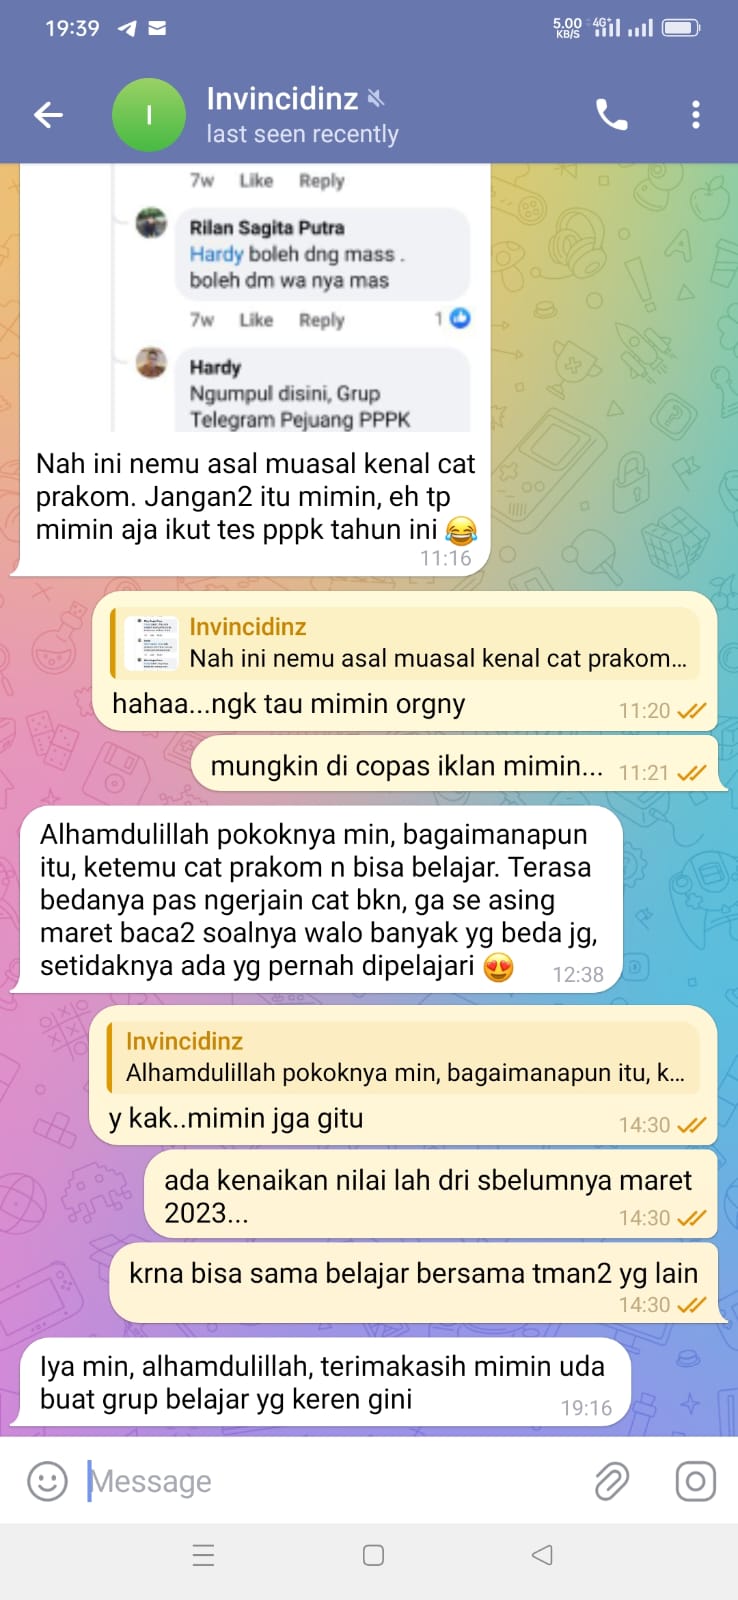 19:39
5.00 KB/S 4G+
I
Invincidinz
last seen recently
7w Like Reply
Rilan Sagita Putra
Hardy boleh dng mass .
boleh dm wa nya mas
7w Like Reply 1
Hardy
Ngumpul disini, Grup
Telegram Pejuang PPPK
Nah ini nemu asal muasal kenal cat
prakom. Jangan2 itu mimin, eh tp
mimin aja ikut tes pppk tahun ini 😂
11:16
Invincidinz
Nah ini nemu asal muasal kenal cat prakom...
hahaa...ngk tau mimin orgny 11:20
mungkin di copas iklan mimin... 11:21
Alhamdulillah pokoknya min, bagaimanapun
itu, ketemu cat prakom n bisa belajar. Terasa
bedanya pas ngerjain cat bkn, ga se asing
maret baca2 soalnya walo banyak yg beda jg,
setidaknya ada yg pernah dipelajari 😍 12:38
Invincidinz
Alhamdulillah pokoknya min, bagaimanapun itu, k...
y kak..mimin jga gitu 14:30
ada kenaikan nilai lah dri sbelumnya maret
2023... 14:30
krna bisa sama belajar bersama tman2 yg lain
14:30
Iya min, alhamdulillah, terimakasih mimin uda
buat grup belajar yg keren gini 19:16
Message